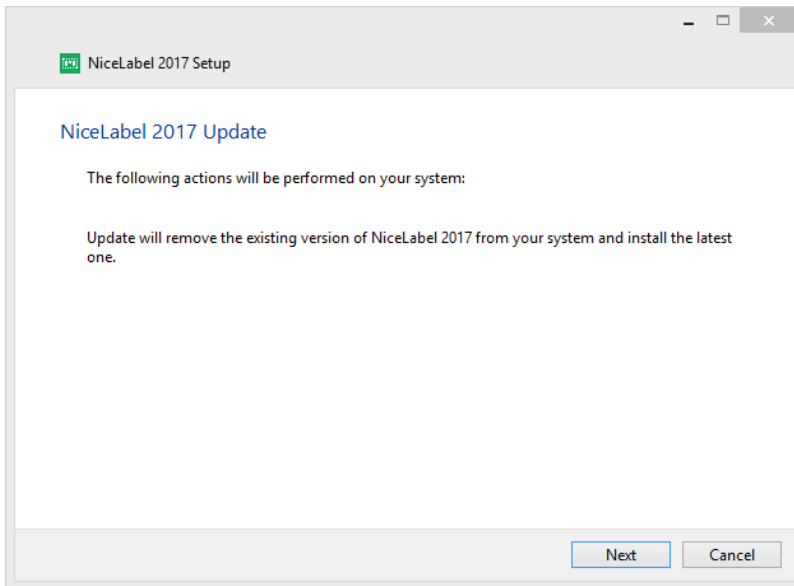 NiceLabel 2017 Setup
NiceLabel 2017 Update
The following actions will be performed on your system:
Update will remove the existing version of NiceLabel 2017 from your system and install the latest
one.
Next
Cancel